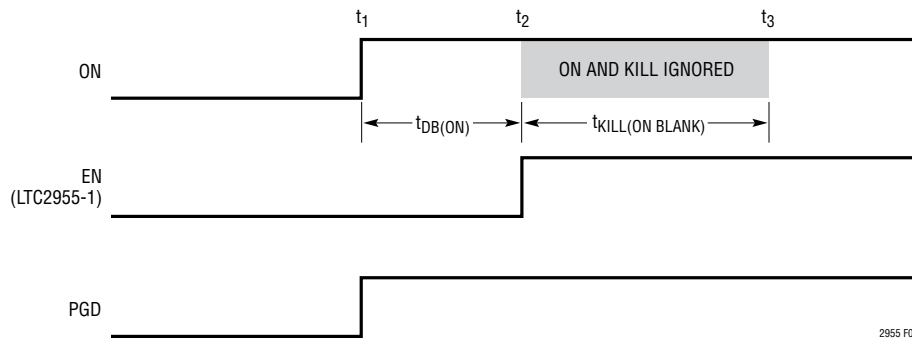 t1 t2 t3
ON
ON AND KILL IGNORED
tDB(ON) tKILL(ON BLANK)
EN
(LTC2955-1)
PGD
2955 F0